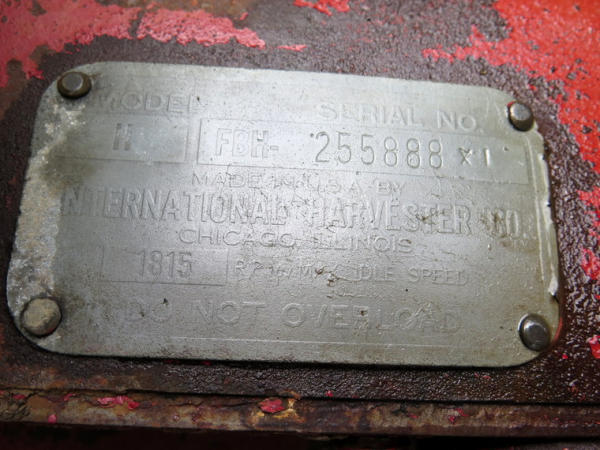 MODEL SERIAL NO.
H FBH- 255888 X1
MADE IN U.S.A. BY
INTERNATIONAL HARVESTER CO.
CHICAGO, ILLINOIS
1815 R.P.M. IDLE SPEED
DO NOT OVERLOAD